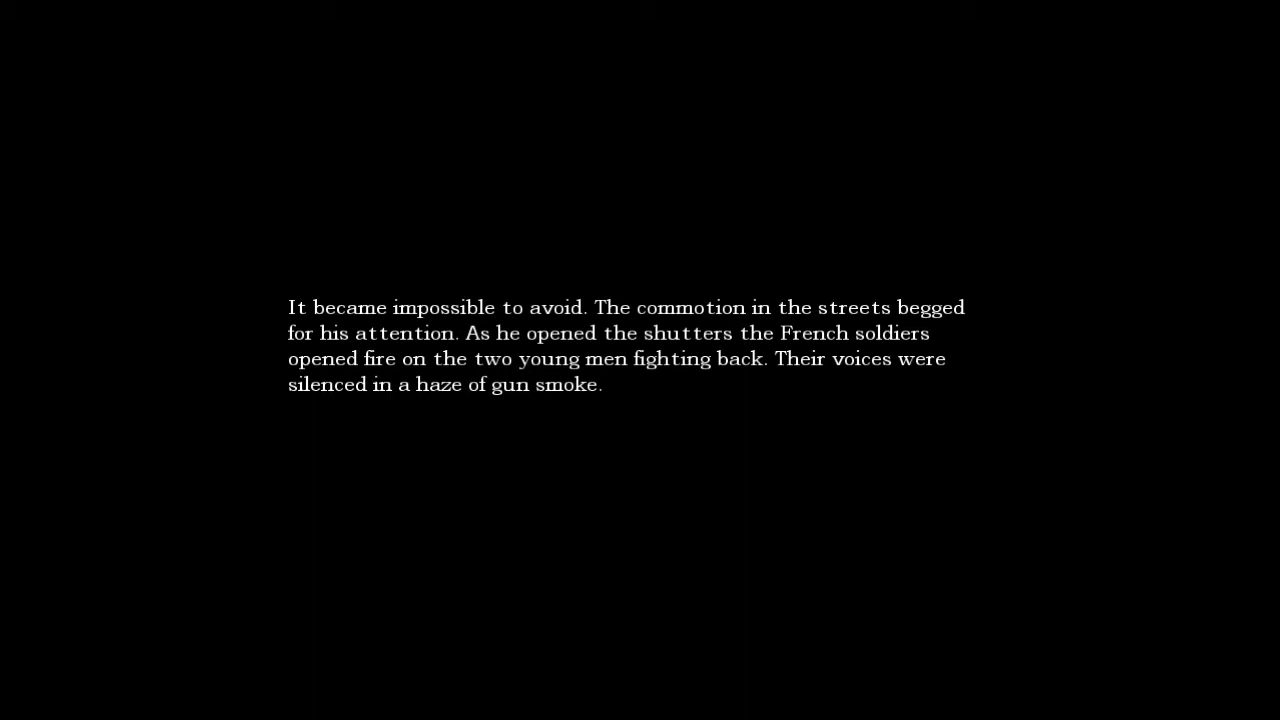 It became impossible to avoid. The commotion in the streets begged
for his attention. As he opened the shutters the French soldiers
opened fire on the two young men fighting back. Their voices were
silenced in a haze of gun smoke.